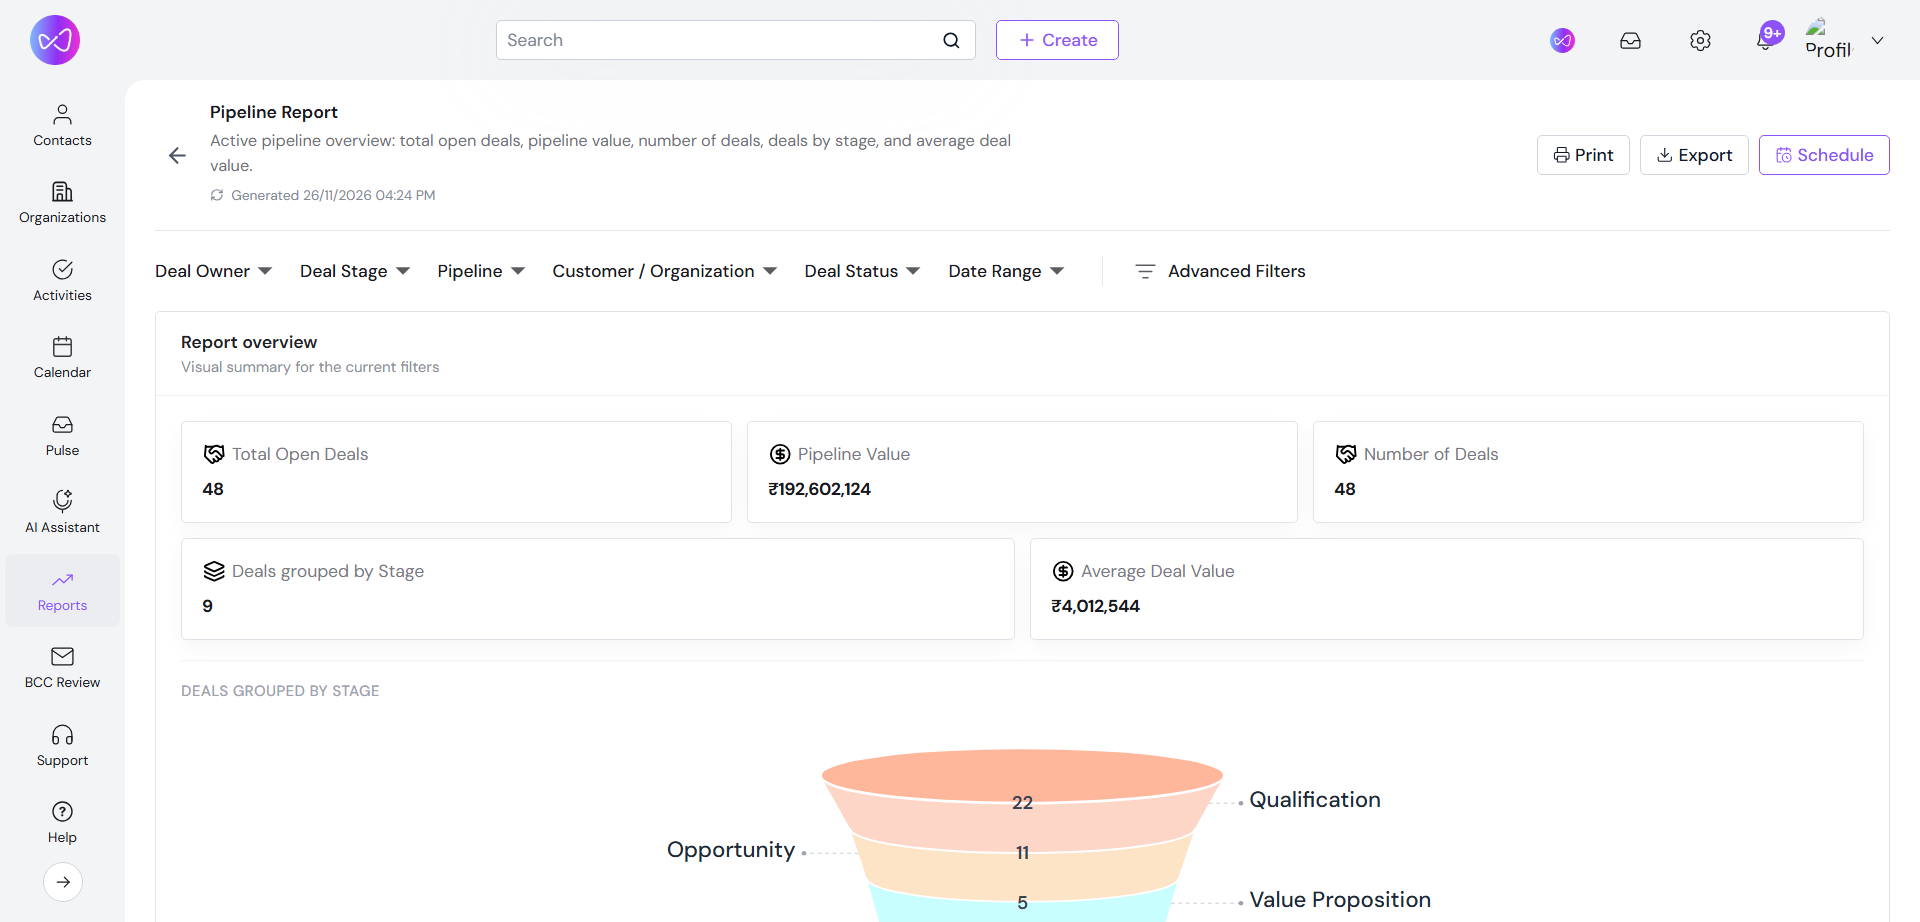 Search
Create
9+
Profil
Contacts
Organizations
Activities
Calendar
Pulse
AI Assistant
Reports
BCC Review
Support
Help
Pipeline Report
Active pipeline overview: total open deals, pipeline value, number of deals, deals by stage, and average deal
value.
Generated 26/11/2026 04:24 PM
Print
Export
Schedule
Deal Owner
Deal Stage
Pipeline
Customer / Organization
Deal Status
Date Range
Advanced Filters
Report overview
Visual summary for the current filters
Total Open Deals
48
Pipeline Value
₹192,602,124
Number of Deals
48
Deals grouped by Stage
9
Average Deal Value
₹4,012,544
DEALS GROUPED BY STAGE
22
Qualification
Opportunity
11
5
Value Proposition